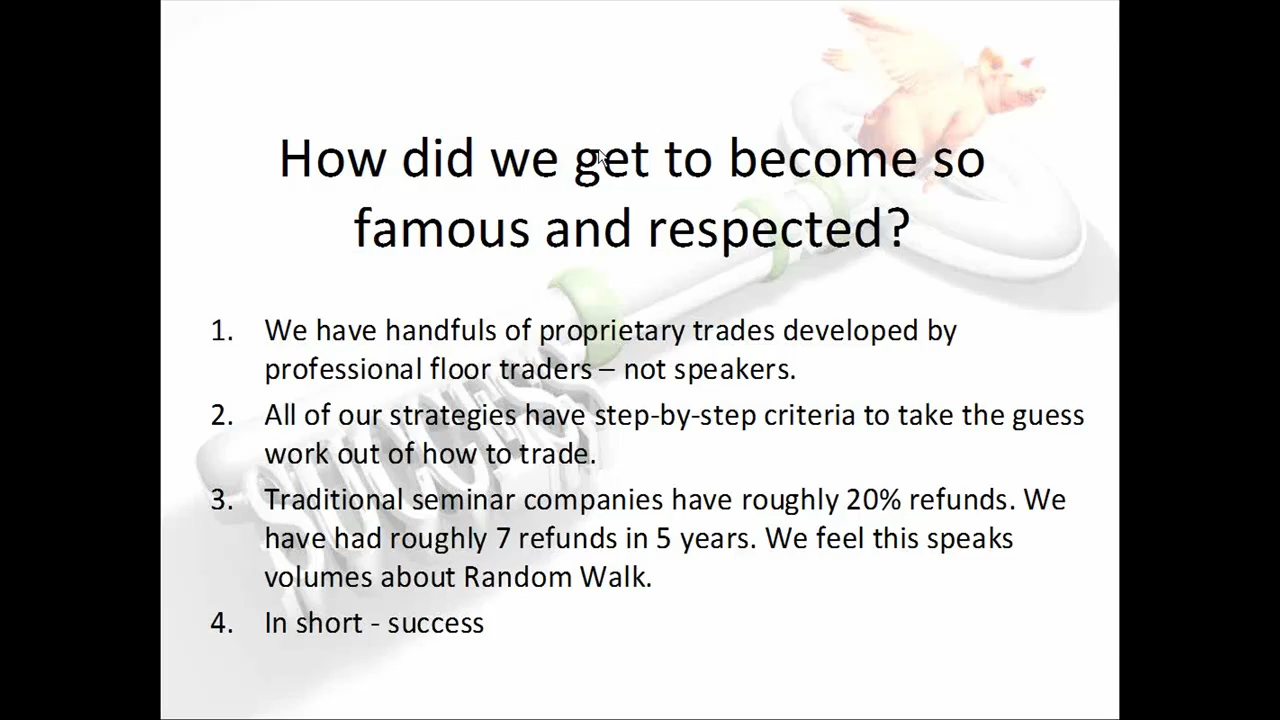 How did we get to become so
famous and respected?
1. We have handfuls of proprietary trades developed by
professional floor traders – not speakers.
2. All of our strategies have step-by-step criteria to take the guess
work out of how to trade.
3. Traditional seminar companies have roughly 20% refunds. We
have had roughly 7 refunds in 5 years. We feel this speaks
volumes about Random Walk.
4. In short - success
SUCCESS